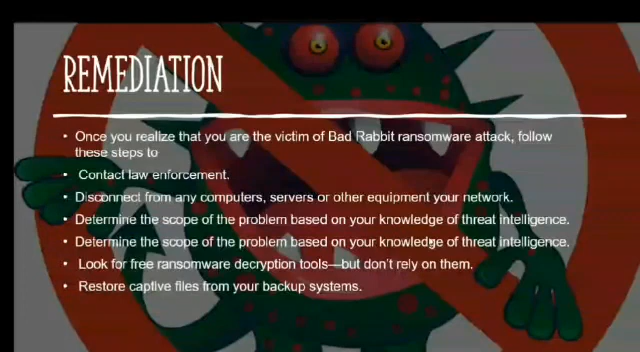 REMEDIATION
• Once you realize that you are the victim of Bad Rabbit ransomware attack, follow
these steps to
• Contact law enforcement.
• Disconnect from any computers, servers or other equipment your network.
• Determine the scope of the problem based on your knowledge of threat intelligence.
• Determine the scope of the problem based on your knowledge of threat intelligence.
• Look for free ransomware decryption tools—but don't rely on them.
• Restore captive files from your backup systems.